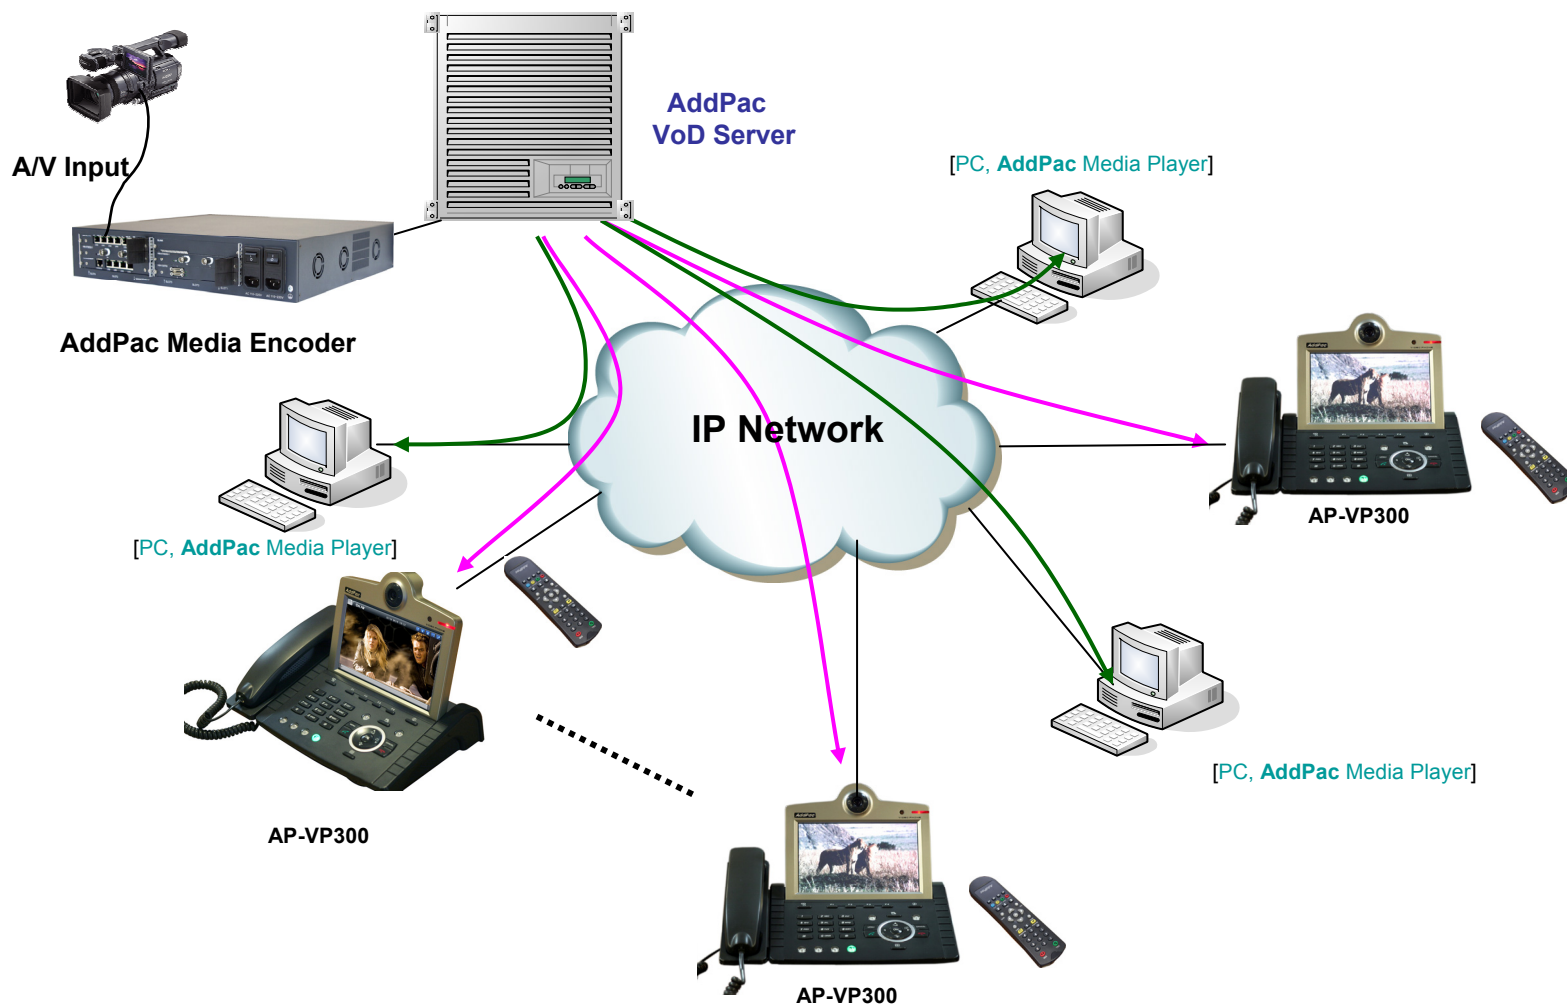 AddPac
VoD Server
A/V Input
[PC, AddPac Media Player]
AddPac Media Encoder
IP Network
AP-VP300
[PC, AddPac Media Player]
[PC, AddPac Media Player]
AP-VP300
AddPac
AP-VP300